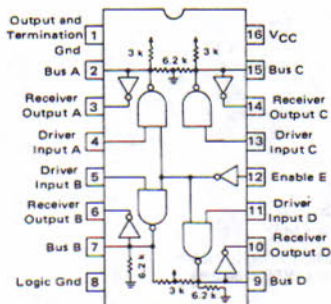 Output and
Termination
Gnd
1
16
VCC
3 k
3 k
6.2 k
Bus A
2
15
Bus C
Receiver
Output A
3
14
Receiver
Output C
Driver
Input A
4
13
Driver
Input C
Driver
Input B
5
12
Enable E
Receiver
Output B
6
11
Driver
Input D
Bus B
7
10
Receiver
Output D
6.2 k
Logic Gnd
8
3 k
6.2 k
9
Bus D